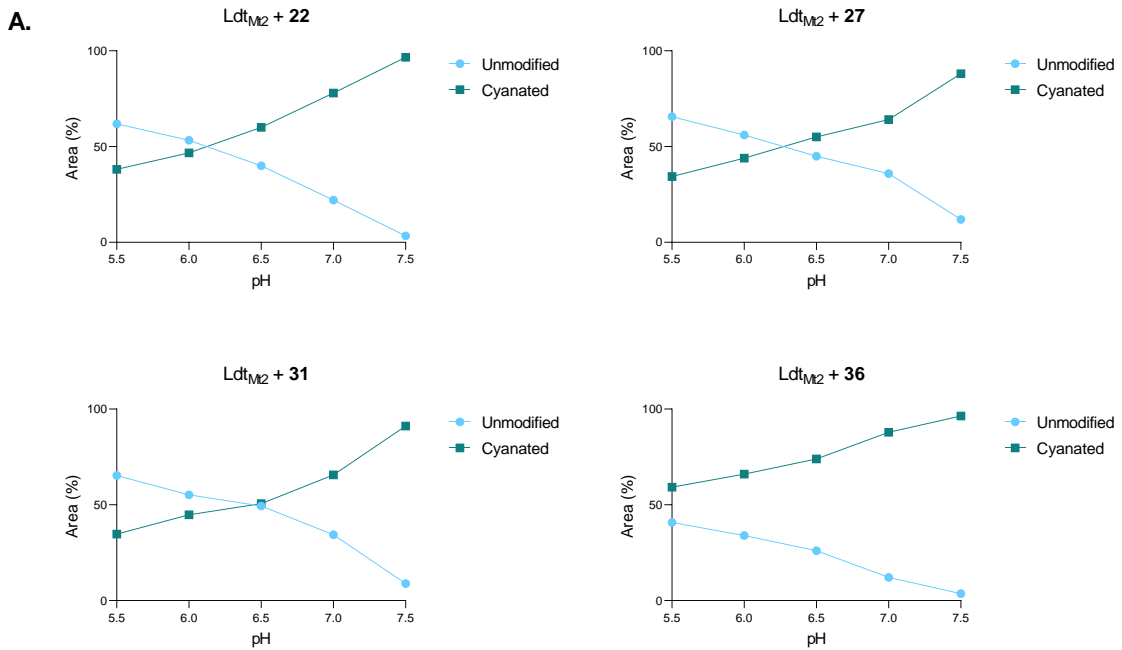 A.
LdtMt2 + 22
100
50
0
Area (%)
5.5 6.0 6.5 7.0 7.5
pH
Unmodified
Cyanated
LdtMt2 + 27
100
50
0
Area (%)
5.5 6.0 6.5 7.0 7.5
pH
Unmodified
Cyanated
LdtMt2 + 31
100
50
0
Area (%)
5.5 6.0 6.5 7.0 7.5
pH
Unmodified
Cyanated
LdtMt2 + 36
100
50
0
Area (%)
5.5 6.0 6.5 7.0 7.5
pH
Unmodified
Cyanated